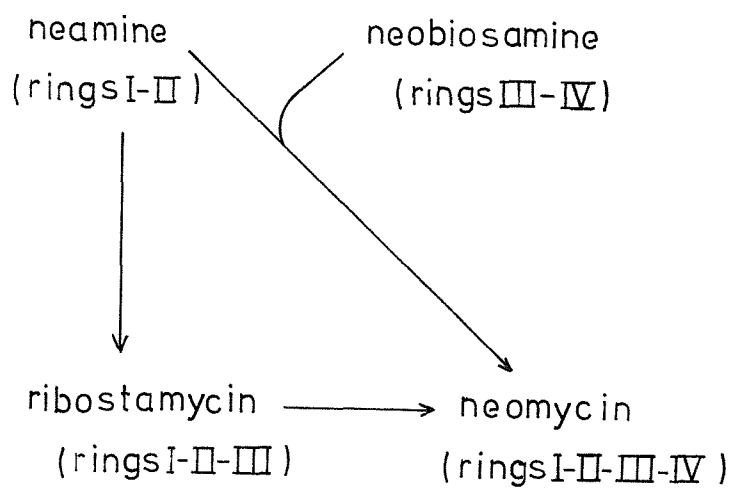 neamine
(rings I-II)
neobiosamine
(rings III-IV)
ribostamycin
(rings I-II-III)
neomycin
(rings I-II-III-IV)